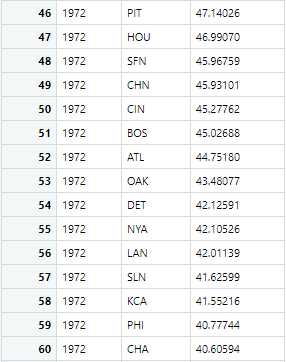 46 1972 PIT 47.14026
47 1972 HOU 46.99070
48 1972 SFN 45.96759
49 1972 CHN 45.93101
50 1972 CIN 45.27762
51 1972 BOS 45.02688
52 1972 ATL 44.75180
53 1972 OAK 43.48077
54 1972 DET 42.12591
55 1972 NYA 42.10526
56 1972 LAN 42.01139
57 1972 SLN 41.62599
58 1972 KCA 41.55216
59 1972 PHI 40.77744
60 1972 CHA 40.60594